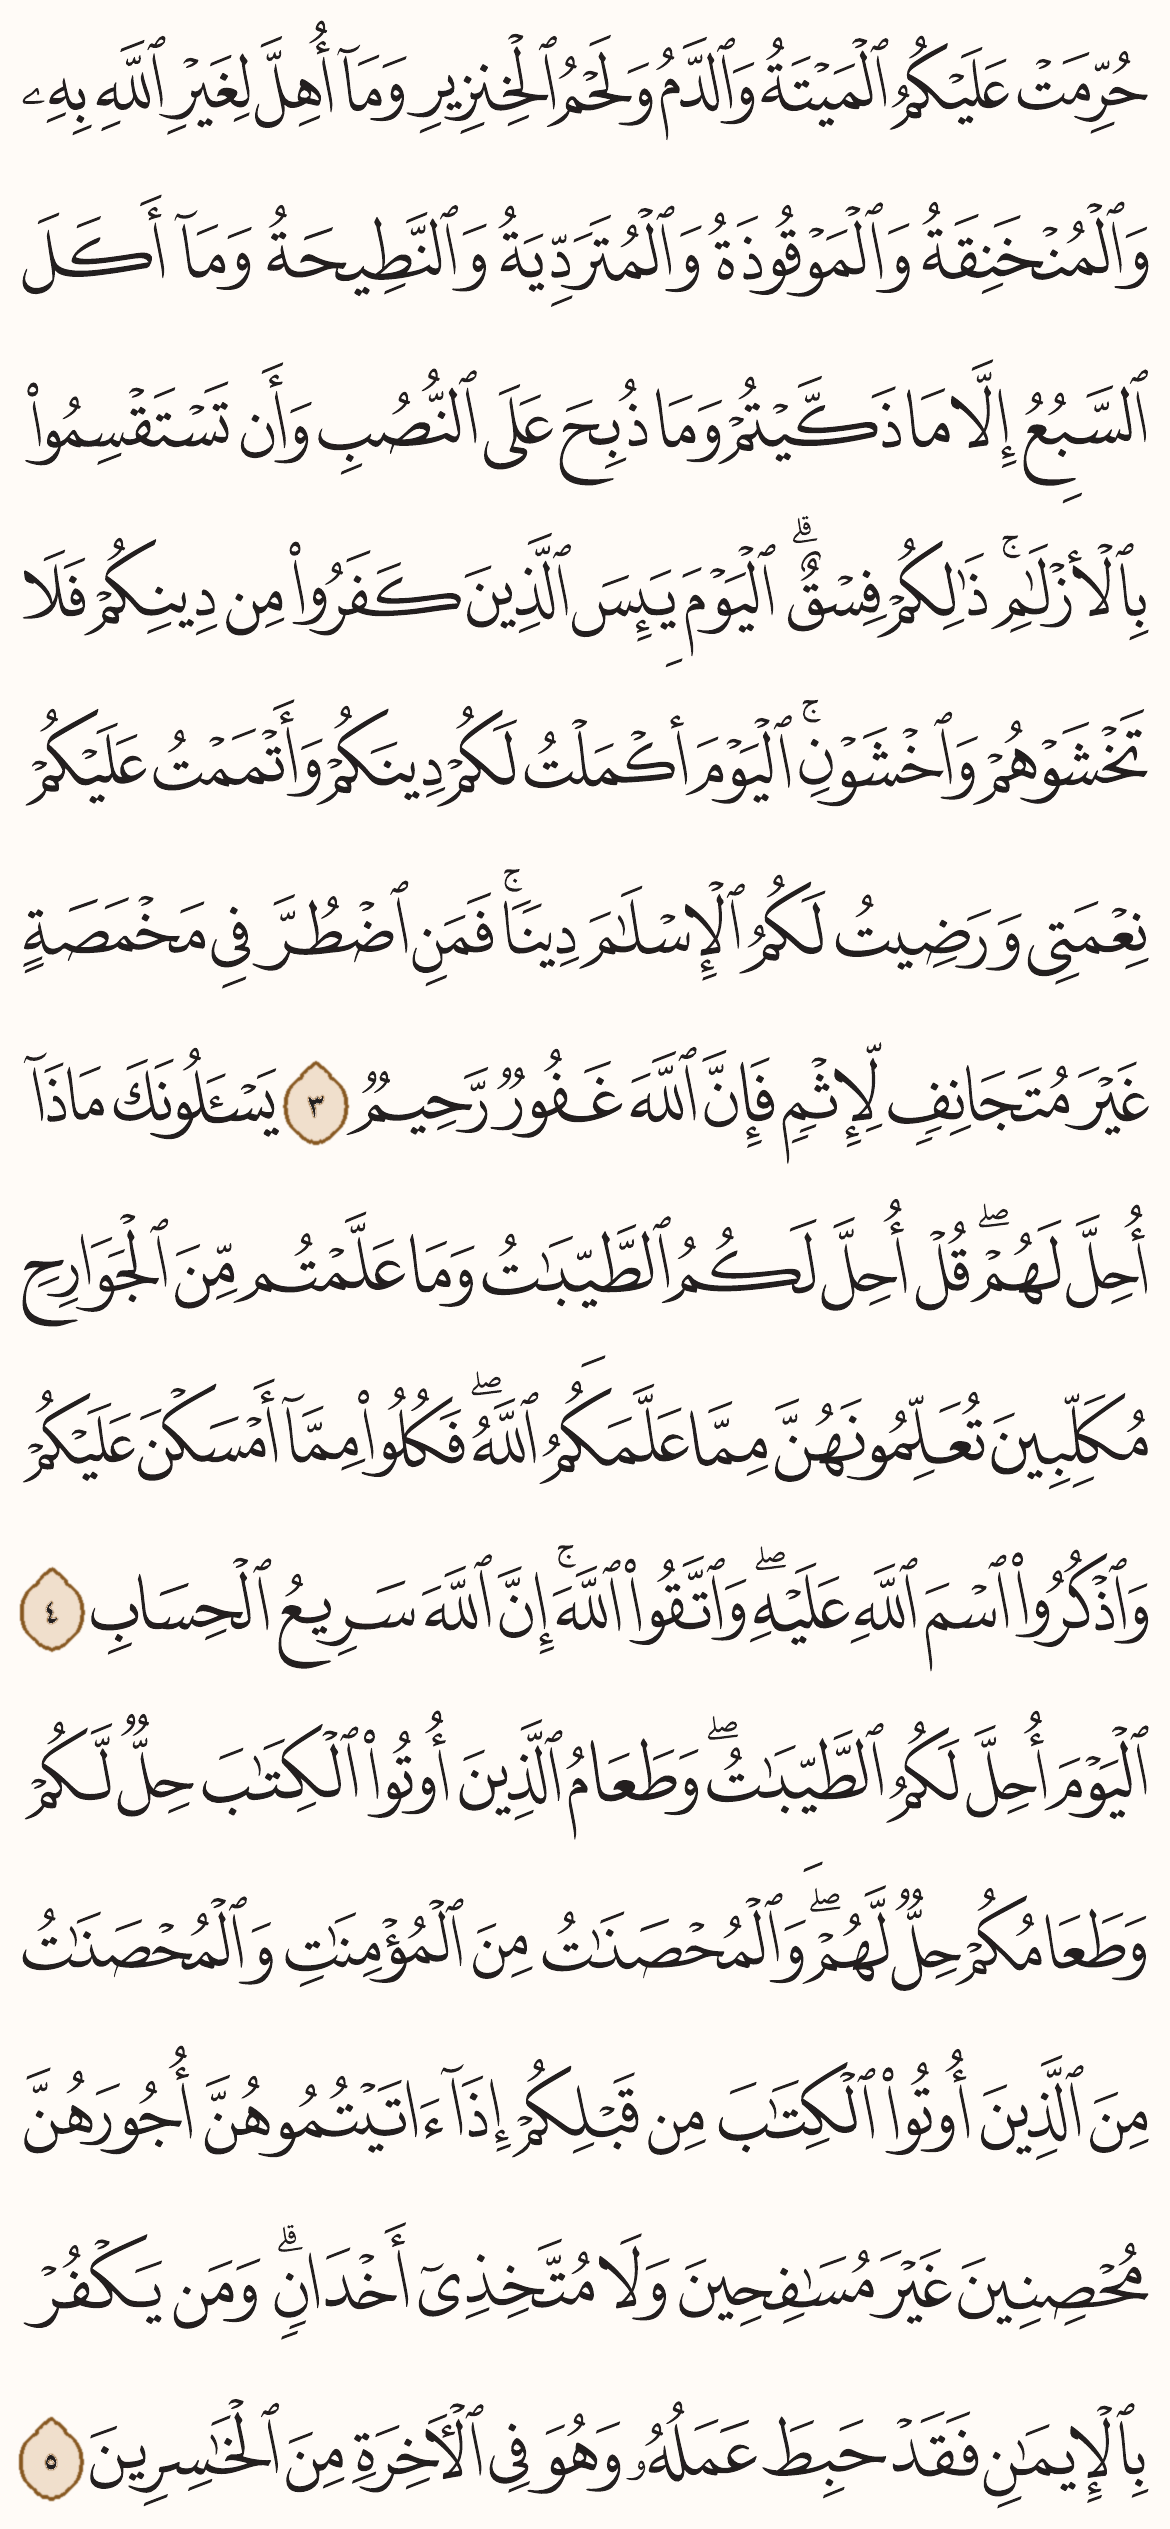 حُرِّمَتْ عَلَيْكُمُ ٱلْمَيْتَةُ وَٱلدَّمُ وَلَحْمُ ٱلْخِنزِيرِ وَمَآ أُهِلَّ لِغَيْرِ ٱللَّهِ بِهِۦ
وَٱلْمُنْخَنِقَةُ وَٱلْمَوْقُوذَةُ وَٱلْمُتَرَدِّيَةُ وَٱلنَّطِيحَةُ وَمَآ أَكَلَ
ٱلسَّبُعُ إِلَّا مَا ذَكَّيْتُمْ وَمَا ذُبِحَ عَلَى ٱلنُّصُبِ وَأَن تَسْتَقْسِمُوا۟
بِٱلْأَزْلَـٰمِ ۚ ذَٰلِكُمْ فِسْقٌ ۗ ٱلْيَوْمَ يَئِسَ ٱلَّذِينَ كَفَرُوا۟ مِن دِينِكُمْ فَلَا
تَخْشَوْهُمْ وَٱخْشَوْنِ ۚ ٱلْيَوْمَ أَكْمَلْتُ لَكُمْ دِينَكُمْ وَأَتْمَمْتُ عَلَيْكُمْ
نِعْمَتِى وَرَضِيتُ لَكُمُ ٱلْإِسْلَـٰمَ دِينًا ۚ فَمَنِ ٱضْطُرَّ فِى مَخْمَصَةٍ
غَيْرَ مُتَجَانِفٍ لِّإِثْمٍ فَإِنَّ ٱللَّهَ غَفُورٌ رَّحِيمٌ ٣ يَسْـَٔلُونَكَ مَاذَآ
أُحِلَّ لَهُمْ ۖ قُلْ أُحِلَّ لَكُمُ ٱلطَّيِّبَـٰتُ وَمَا عَلَّمْتُم مِّنَ ٱلْجَوَارِحِ
مُكَلِّبِينَ تُعَلِّمُونَهُنَّ مِمَّا عَلَّمَكُمُ ٱللَّهُ ۖ فَكُلُوا۟ مِمَّآ أَمْسَكْنَ عَلَيْكُمْ
وَٱذْكُرُوا۟ ٱسْمَ ٱللَّهِ عَلَيْهِ ۖ وَٱتَّقُوا۟ ٱللَّهَ ۚ إِنَّ ٱللَّهَ سَرِيعُ ٱلْحِسَابِ ٤
ٱلْيَوْمَ أُحِلَّ لَكُمُ ٱلطَّيِّبَـٰتُ ۖ وَطَعَامُ ٱلَّذِينَ أُوتُوا۟ ٱلْكِتَـٰبَ حِلٌّ لَّكُمْ
وَطَعَامُكُمْ حِلٌّ لَّهُمْ ۖ وَٱلْمُحْصَنَـٰتُ مِنَ ٱلْمُؤْمِنَـٰتِ وَٱلْمُحْصَنَـٰتُ
مِنَ ٱلَّذِينَ أُوتُوا۟ ٱلْكِتَـٰبَ مِن قَبْلِكُمْ إِذَآ ءَاتَيْتُمُوهُنَّ أُجُورَهُنَّ
مُحْصِنِينَ غَيْرَ مُسَـٰفِحِينَ وَلَا مُتَّخِذِىٓ أَخْدَانٍ ۗ وَمَن يَكْفُرْ
بِٱلْإِيمَـٰنِ فَقَدْ حَبِطَ عَمَلُهُۥ وَهُوَ فِى ٱلْـَٔاخِرَةِ مِنَ ٱلْخَـٰسِرِينَ ٥